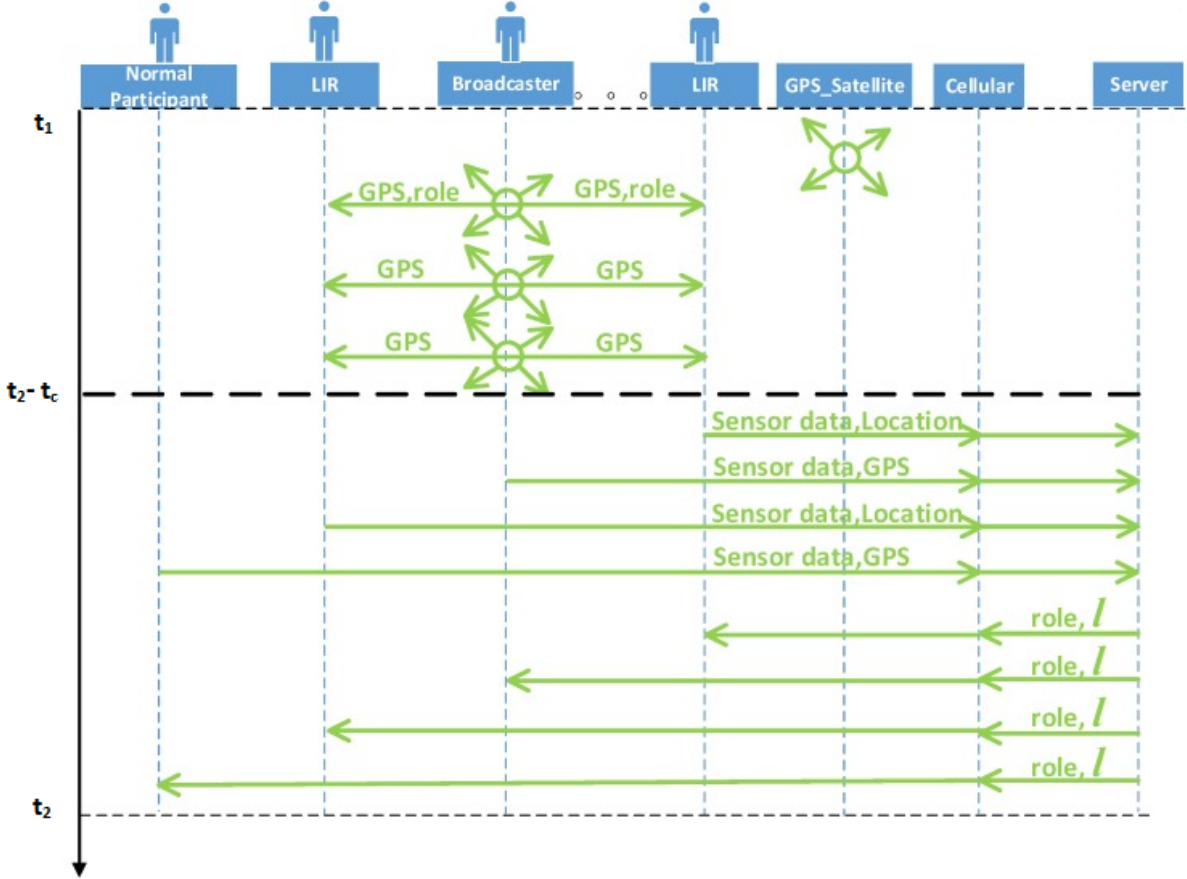 Normal
Participant
LIR
Broadcaster
LIR
GPS_Satellite
Cellular
Server
t₁
GPS,role
GPS,role
GPS
GPS
GPS
GPS
t₂- t꜀
Sensor data,Location
Sensor data,GPS
Sensor data,Location
Sensor data,GPS
role, l
role, l
role, l
role, l
t₂